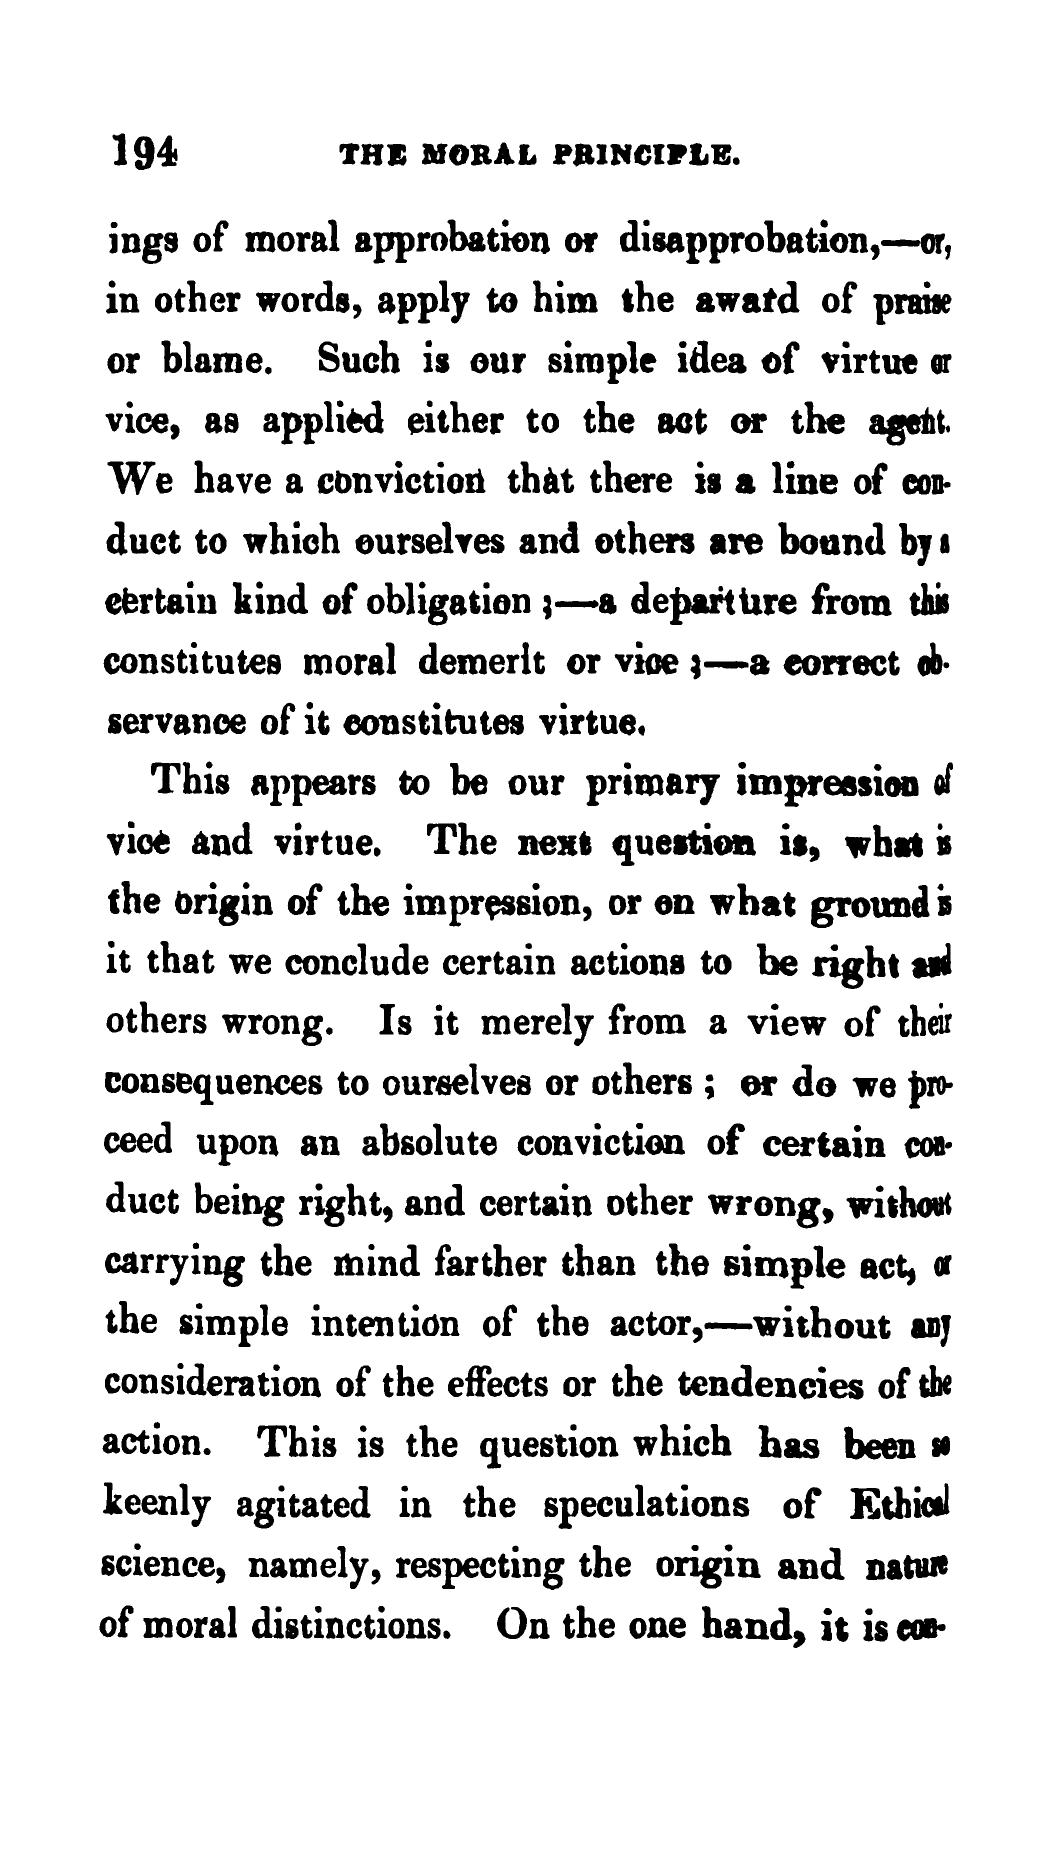 194 THE MORAL PRINCIPLE.
ings of moral approbation or disapprobation,—or,
in other words, apply to him the award of praise
or blame. Such is our simple idea of virtue or
vice, as applied either to the act or the agent.
We have a conviction that there is a line of con-
duct to which ourselves and others are bound by a
certain kind of obligation ;—a departure from this
constitutes moral demerit or vice ;—a correct ob-
servance of it constitutes virtue.
This appears to be our primary impression of
vice and virtue. The next question is, what is
the origin of the impression, or on what ground is
it that we conclude certain actions to be right and
others wrong. Is it merely from a view of their
consequences to ourselves or others ; or do we pro-
ceed upon an absolute conviction of certain con-
duct being right, and certain other wrong, without
carrying the mind farther than the simple act, or
the simple intention of the actor,—without any
consideration of the effects or the tendencies of the
action. This is the question which has been so
keenly agitated in the speculations of Ethical
science, namely, respecting the origin and nature
of moral distinctions. On the one hand, it is con-